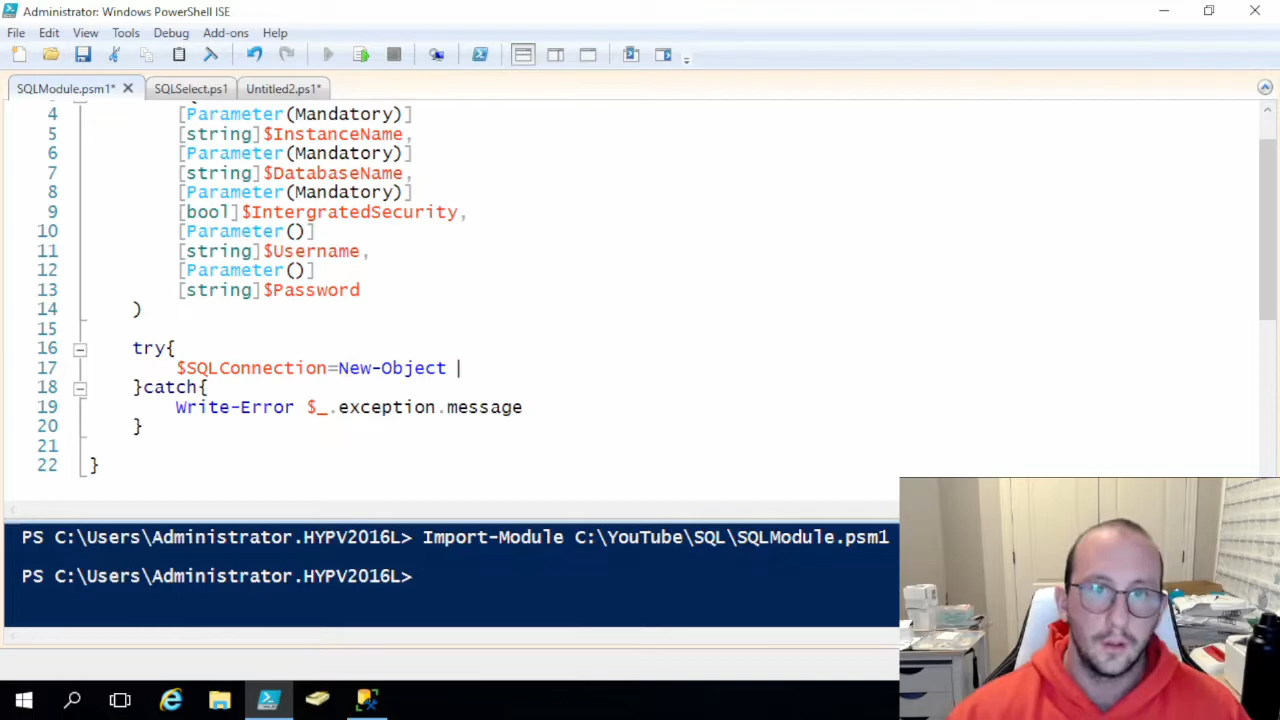 Administrator: Windows PowerShell ISE
File Edit View Tools Debug Add-ons Help
SQLModule.psm1* SQLSelect.ps1 Untitled2.ps1*
4 [Parameter(Mandatory)]
5 [string]$InstanceName,
6 [Parameter(Mandatory)]
7 [string]$DatabaseName,
8 [Parameter(Mandatory)]
9 [bool]$IntergratedSecurity,
10 [Parameter()]
11 [string]$Username,
12 [Parameter()]
13 [string]$Password
14 )
15
16 try{
17 $SQLConnection=New-Object
18 }catch{
19 Write-Error $_.exception.message
20 }
21
22 }
PS C:\Users\Administrator.HYPV2016L> Import-Module C:\YouTube\SQL\SQLModule.psm1
PS C:\Users\Administrator.HYPV2016L>